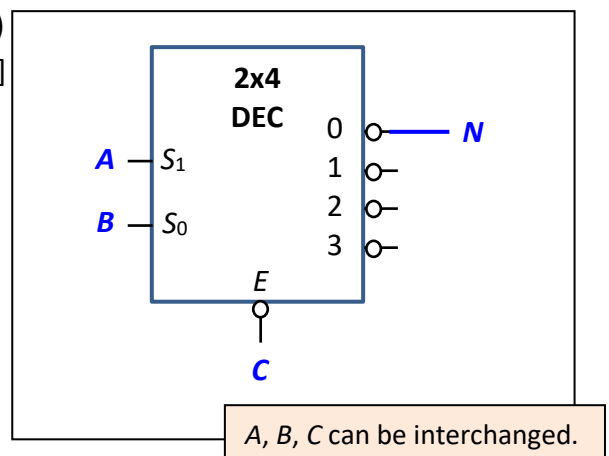 )
]
2x4
DEC
0 N
1
A S1
2
B S0
3
E
C
A, B, C can be interchanged.